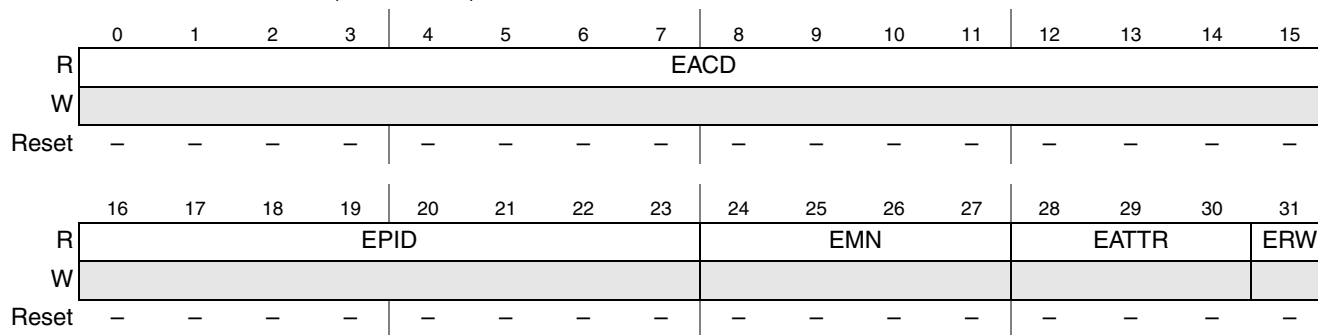 0 1 2 3 4 5 6 7 8 9 10 11 12 13 14 15
R EACD
W
Reset – – – – – – – – – – – – – – – –
16 17 18 19 20 21 22 23 24 25 26 27 28 29 30 31
R EPID EMN EATTR ERW
W
Reset – – – – – – – – – – – – – – – –